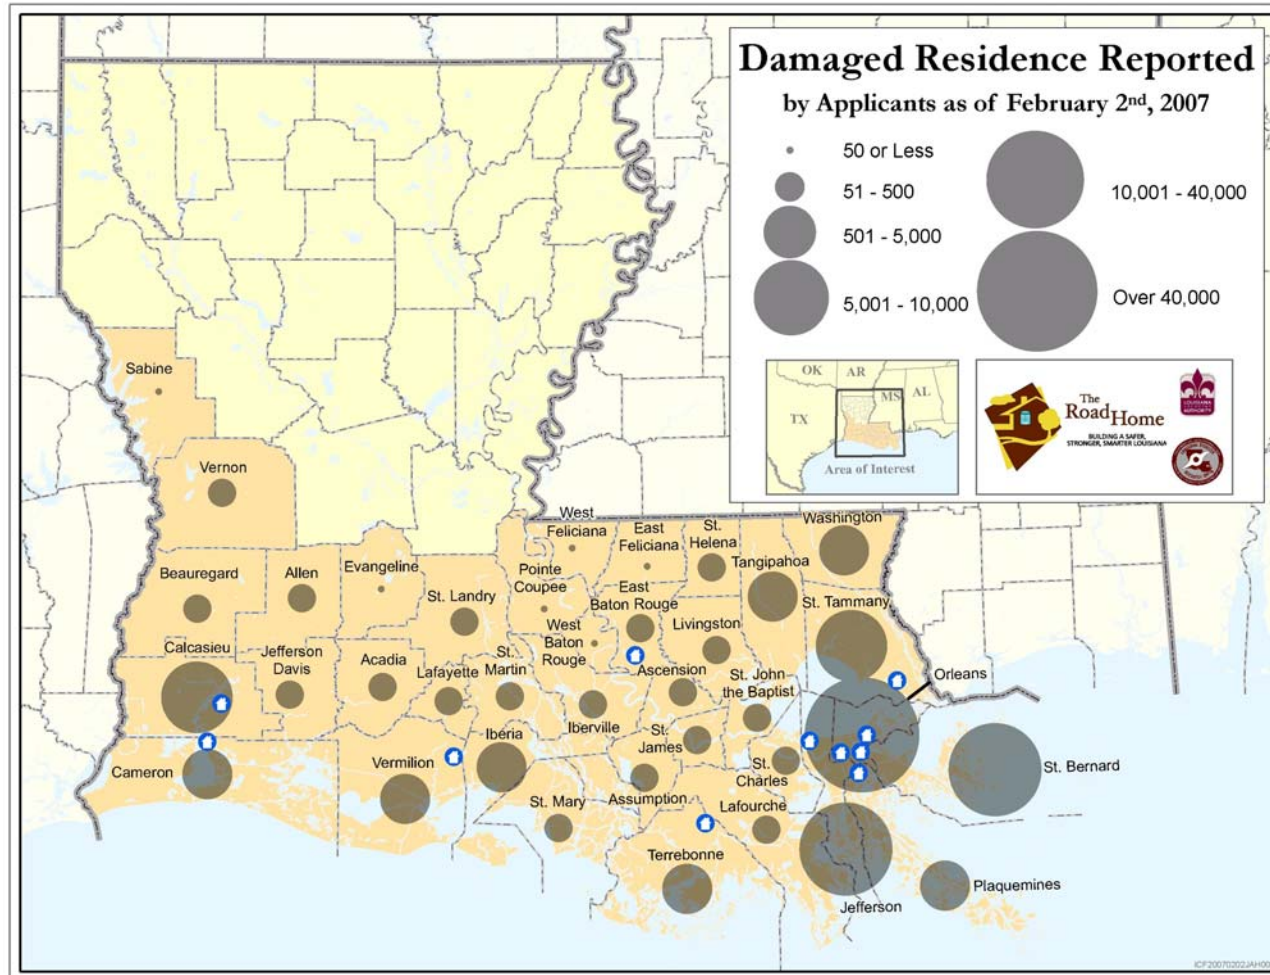 Damaged Residence Reported
by Applicants as of February 2nd, 2007
50 or Less
51 - 500
501 - 5,000
5,001 - 10,000
10,001 - 40,000
Over 40,000
OK
AR
TX
MS
AL
Area of Interest
The
Road Home
BUILDING A SAFER,
STRONGER, SMARTER LOUISIANA
LOUISIANA
AUTHORITY
Sabine
Vernon
West
Feliciana
East
Feliciana
St.
Helena
Washington
Tangipahoa
Beauregard
Allen
Evangeline
St. Landry
Pointe
Coupee
East
Baton Rouge
St. Tammany
West
Baton
Rouge
Livingston
Calcasieu
Jefferson
Davis
Acadia
Lafayette
St.
Martin
Ascension
St. John
the Baptist
Orleans
Iberville
St.
James
Cameron
Vermilion
Iberia
St. Mary
Assumption
St.
Charles
Lafourche
St. Bernard
Terrebonne
Jefferson
Plaquemines
ICF20070202JAH00